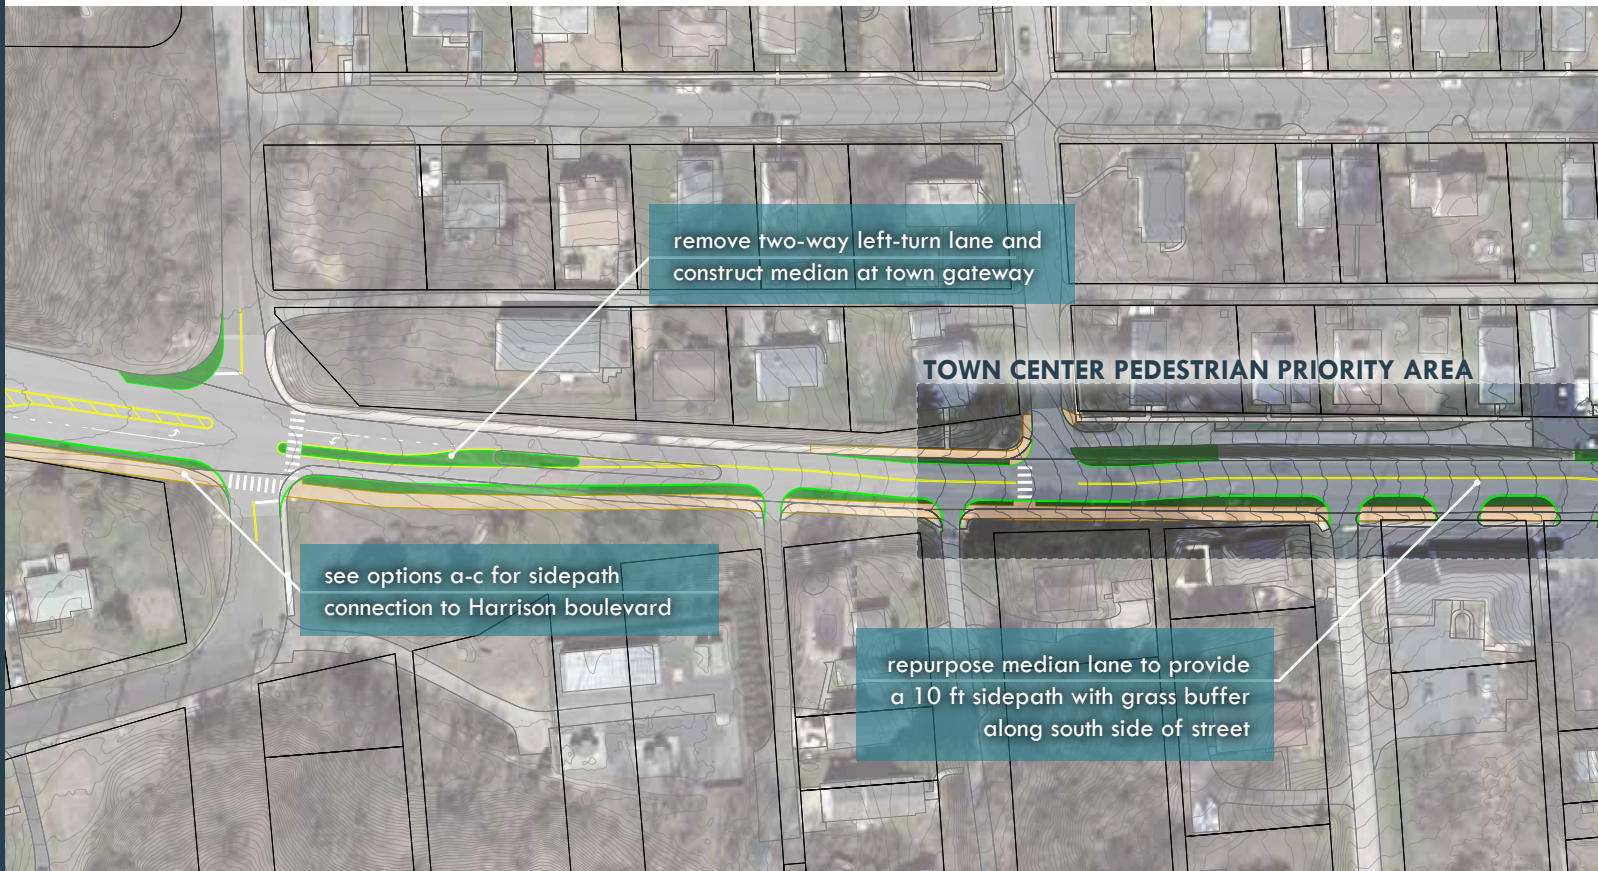 remove two-way left-turn lane and
construct median at town gateway
TOWN CENTER PEDESTRIAN PRIORITY AREA
see options a-c for sidepath
connection to Harrison boulevard
repurpose median lane to provide
a 10 ft sidepath with grass buffer
along south side of street